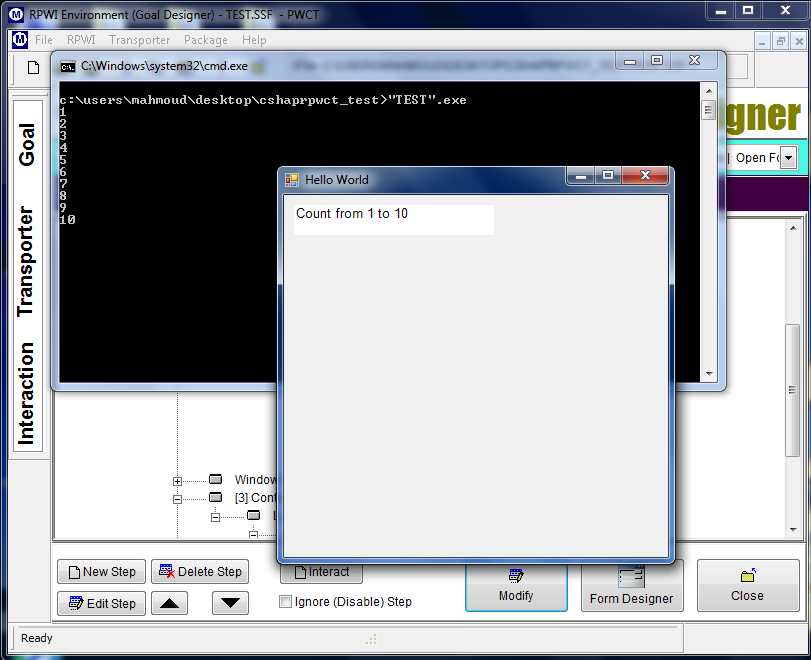 RPWI Environment (Goal Designer) - TEST.SSF - PWCT
File RPWI Transporter Package Help
C:\Windows\system32\cmd.exe
c:\users\mahmoud\desktop\cshaprpwct_test>"TEST".exe
1
2
3
4
5
6
7
8
9
10
Hello World
Count from 1 to 10
gner
Open Fo
Goal
Transporter
Interaction
Window
[3] Cont
New Step
Delete Step
Interact
Edit Step
Ignore (Disable) Step
Modify
Form Designer
Close
Ready